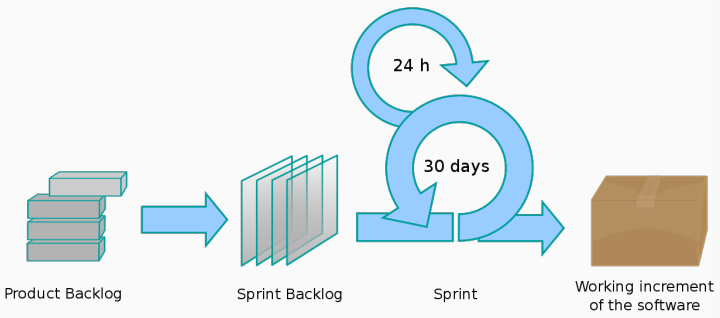 24 h
30 days
Product Backlog
Sprint Backlog
Sprint
Working increment
of the software